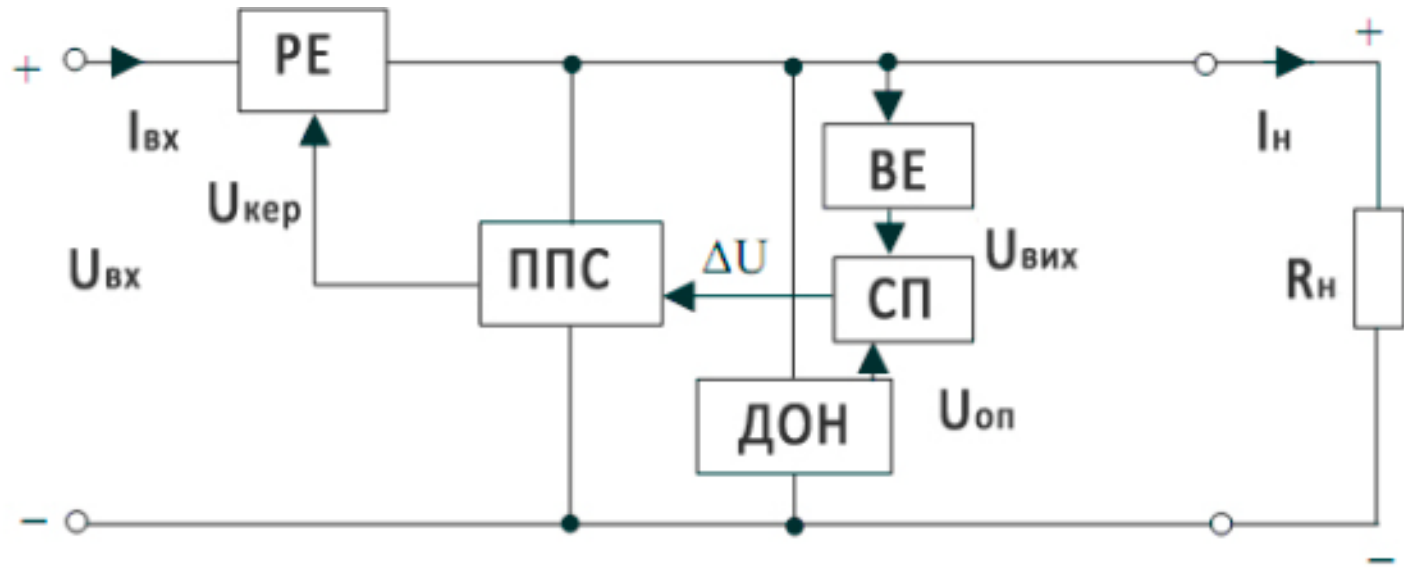 +
РЕ
+
Iвх
Iн
ВЕ
Uкер
Uвх
ППС
ΔU
Uвих
СП
Rн
ДОН
Uоп
−
−